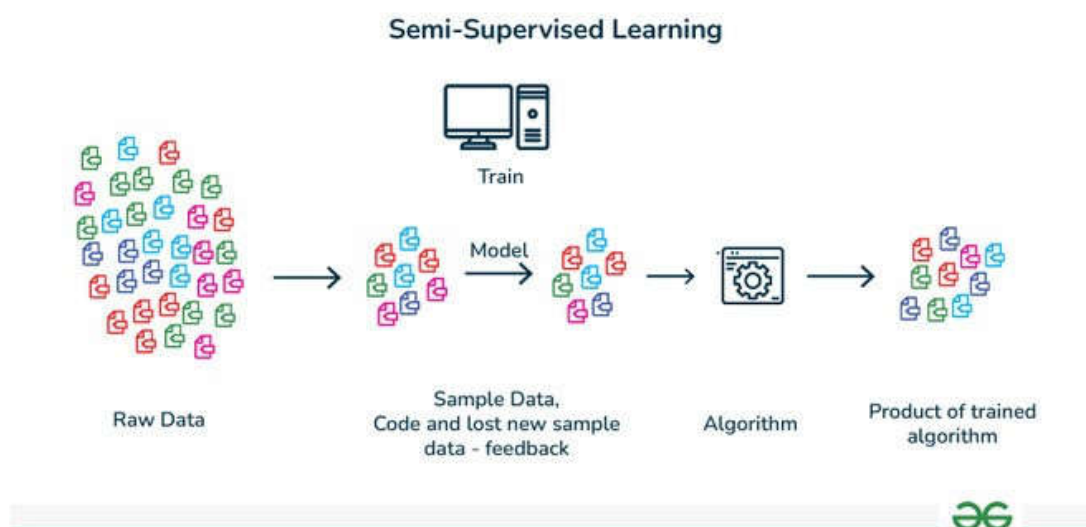 Semi-Supervised Learning
Train
Model
Raw Data
Sample Data,
Code and lost new sample
data - feedback
Algorithm
Product of trained
algorithm